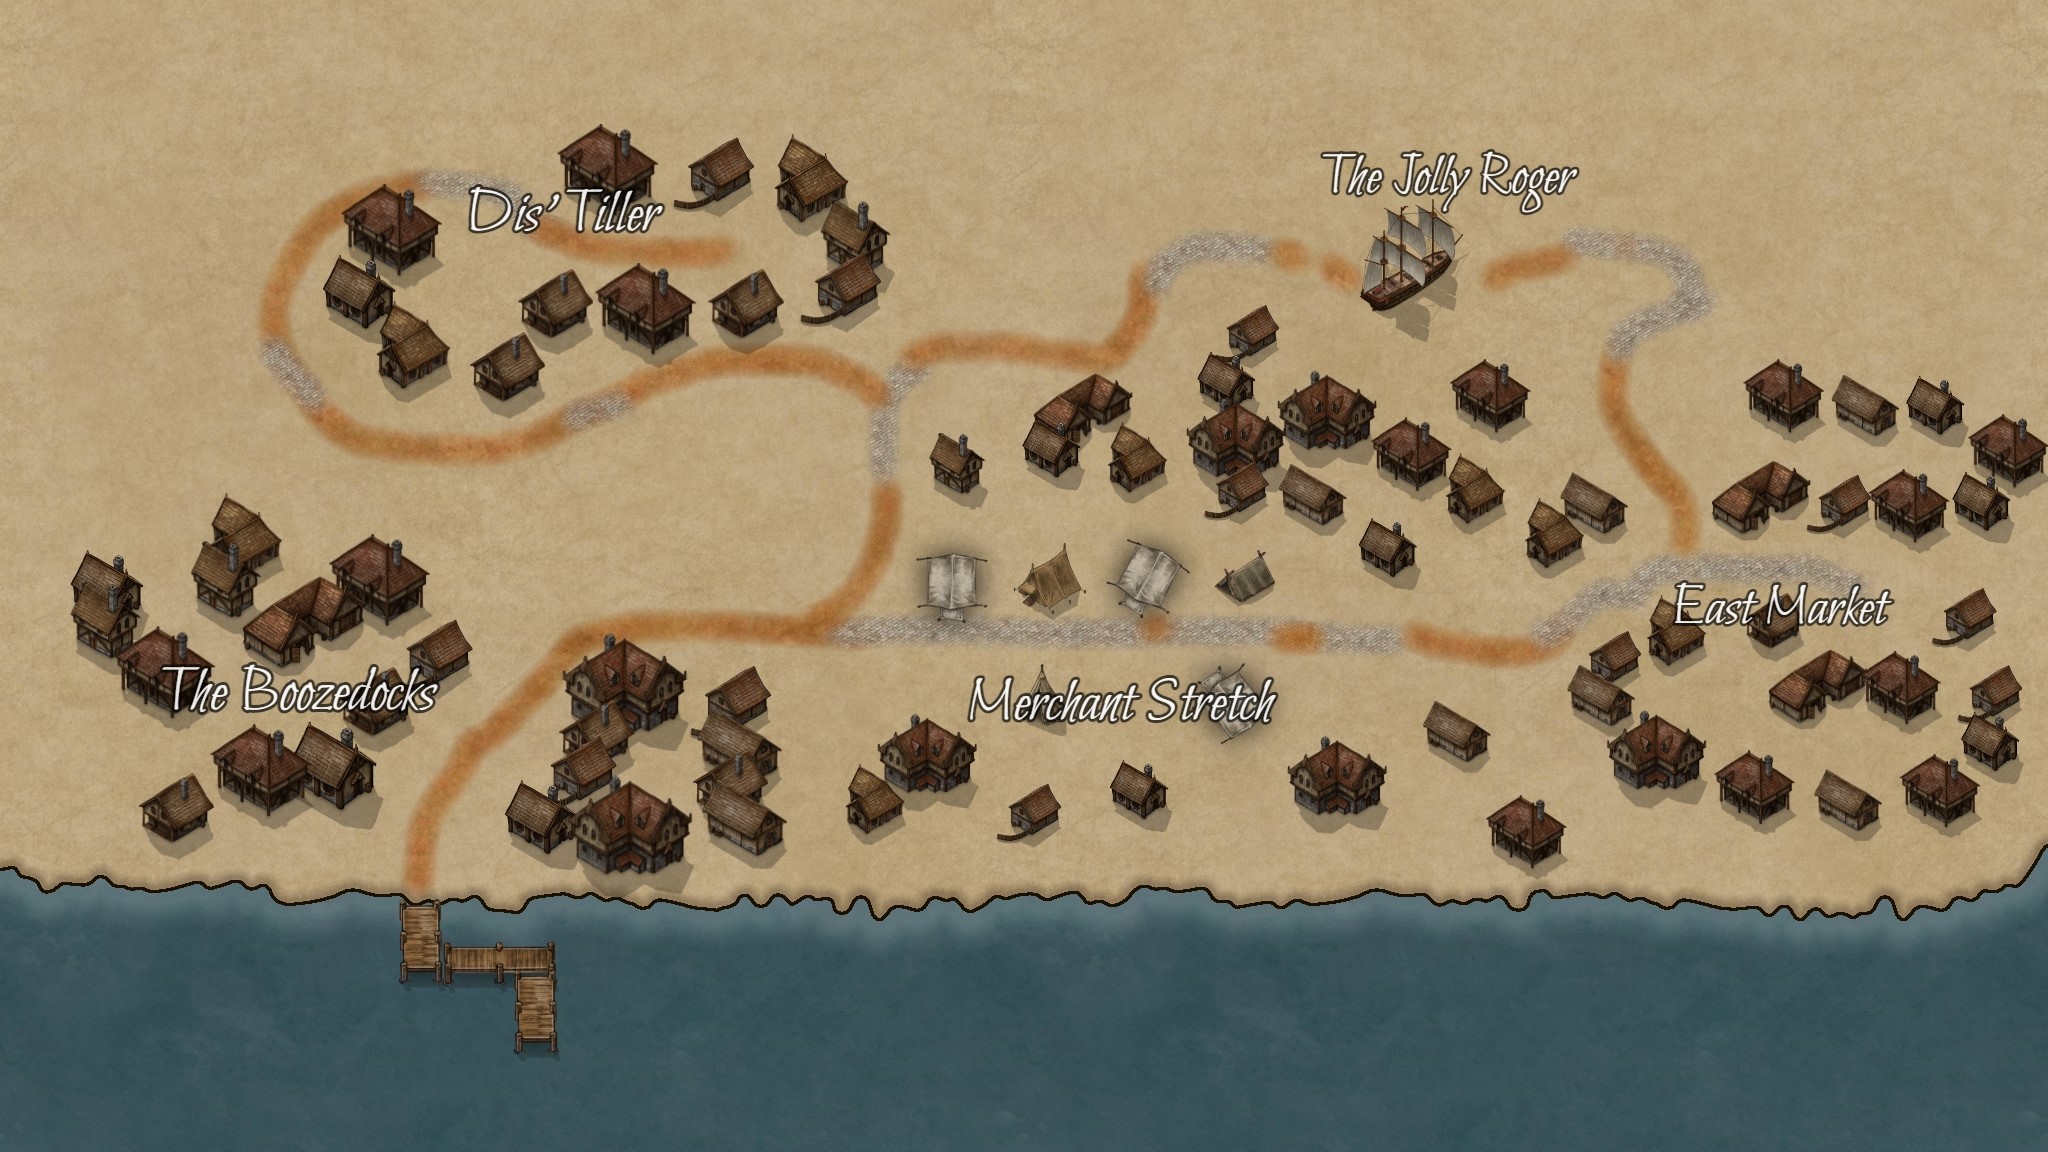 The Jolly Roger
Dis' Tiller
East Market
The Boozedocks
Merchant Stretch